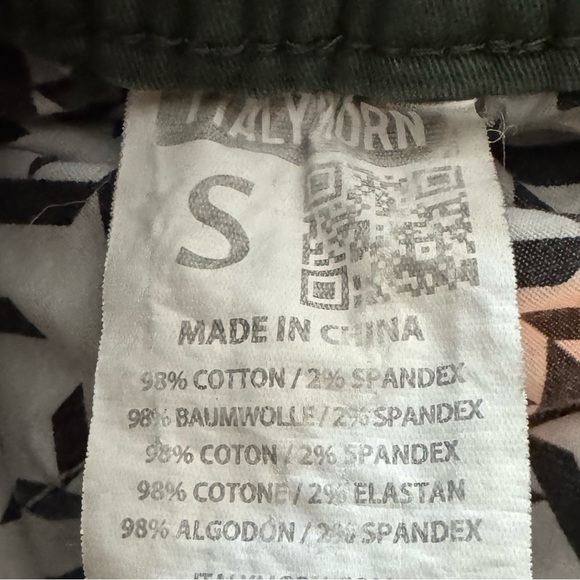 ITALYMORN
S
MADE IN CHINA
98% COTTON / 2% SPANDEX
98% BAUMWOLLE / 2% SPANDEX
98% COTON / 2% SPANDEX
98% COTONE / 2% ELASTAN
98% ALGODÓN / 2% SPANDEX